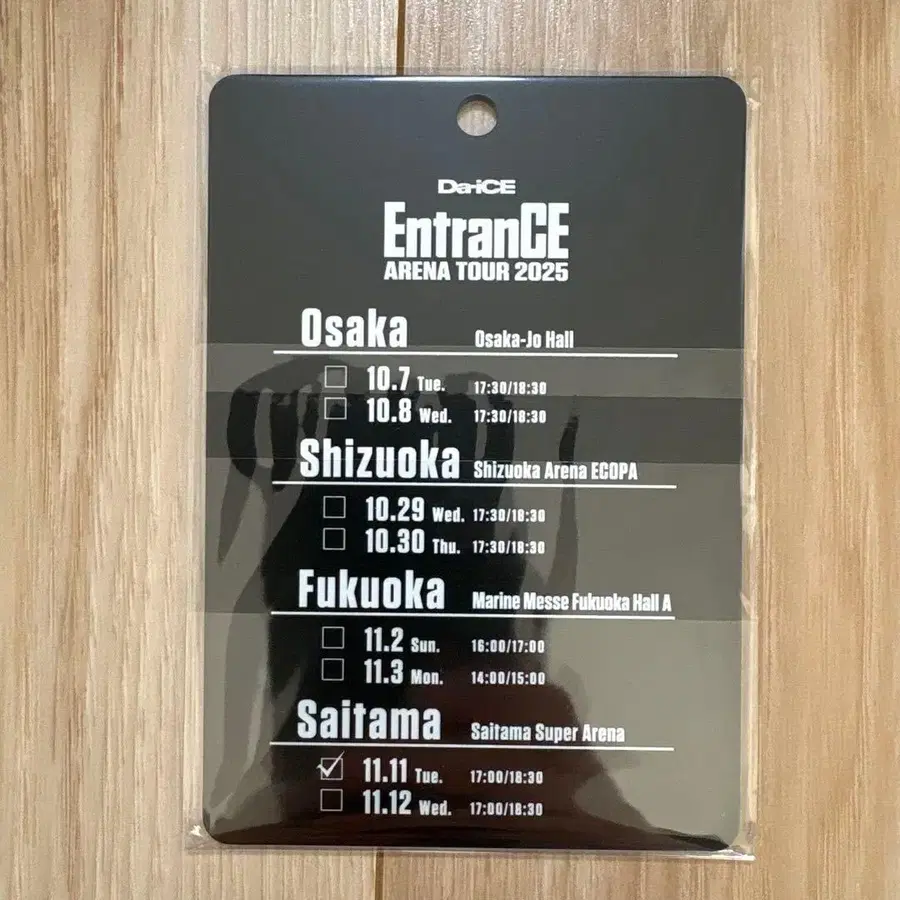 Da-iCE
EntranCE
ARENA TOUR 2025
Osaka Osaka-Jo Hall
☐ 10.7 Tue. 17:30/18:30
☐ 10.8 Wed. 17:30/18:30
Shizuoka Shizuoka Arena ECOPA
☐ 10.29 Wed. 17:30/18:30
☐ 10.30 Thu. 17:30/18:30
Fukuoka Marine Messe Fukuoka Hall A
☐ 11.2 Sun. 16:00/17:00
☐ 11.3 Mon. 14:00/15:00
Saitama Saitama Super Arena
☑ 11.11 Tue. 17:00/18:30
☐ 11.12 Wed. 17:00/18:30